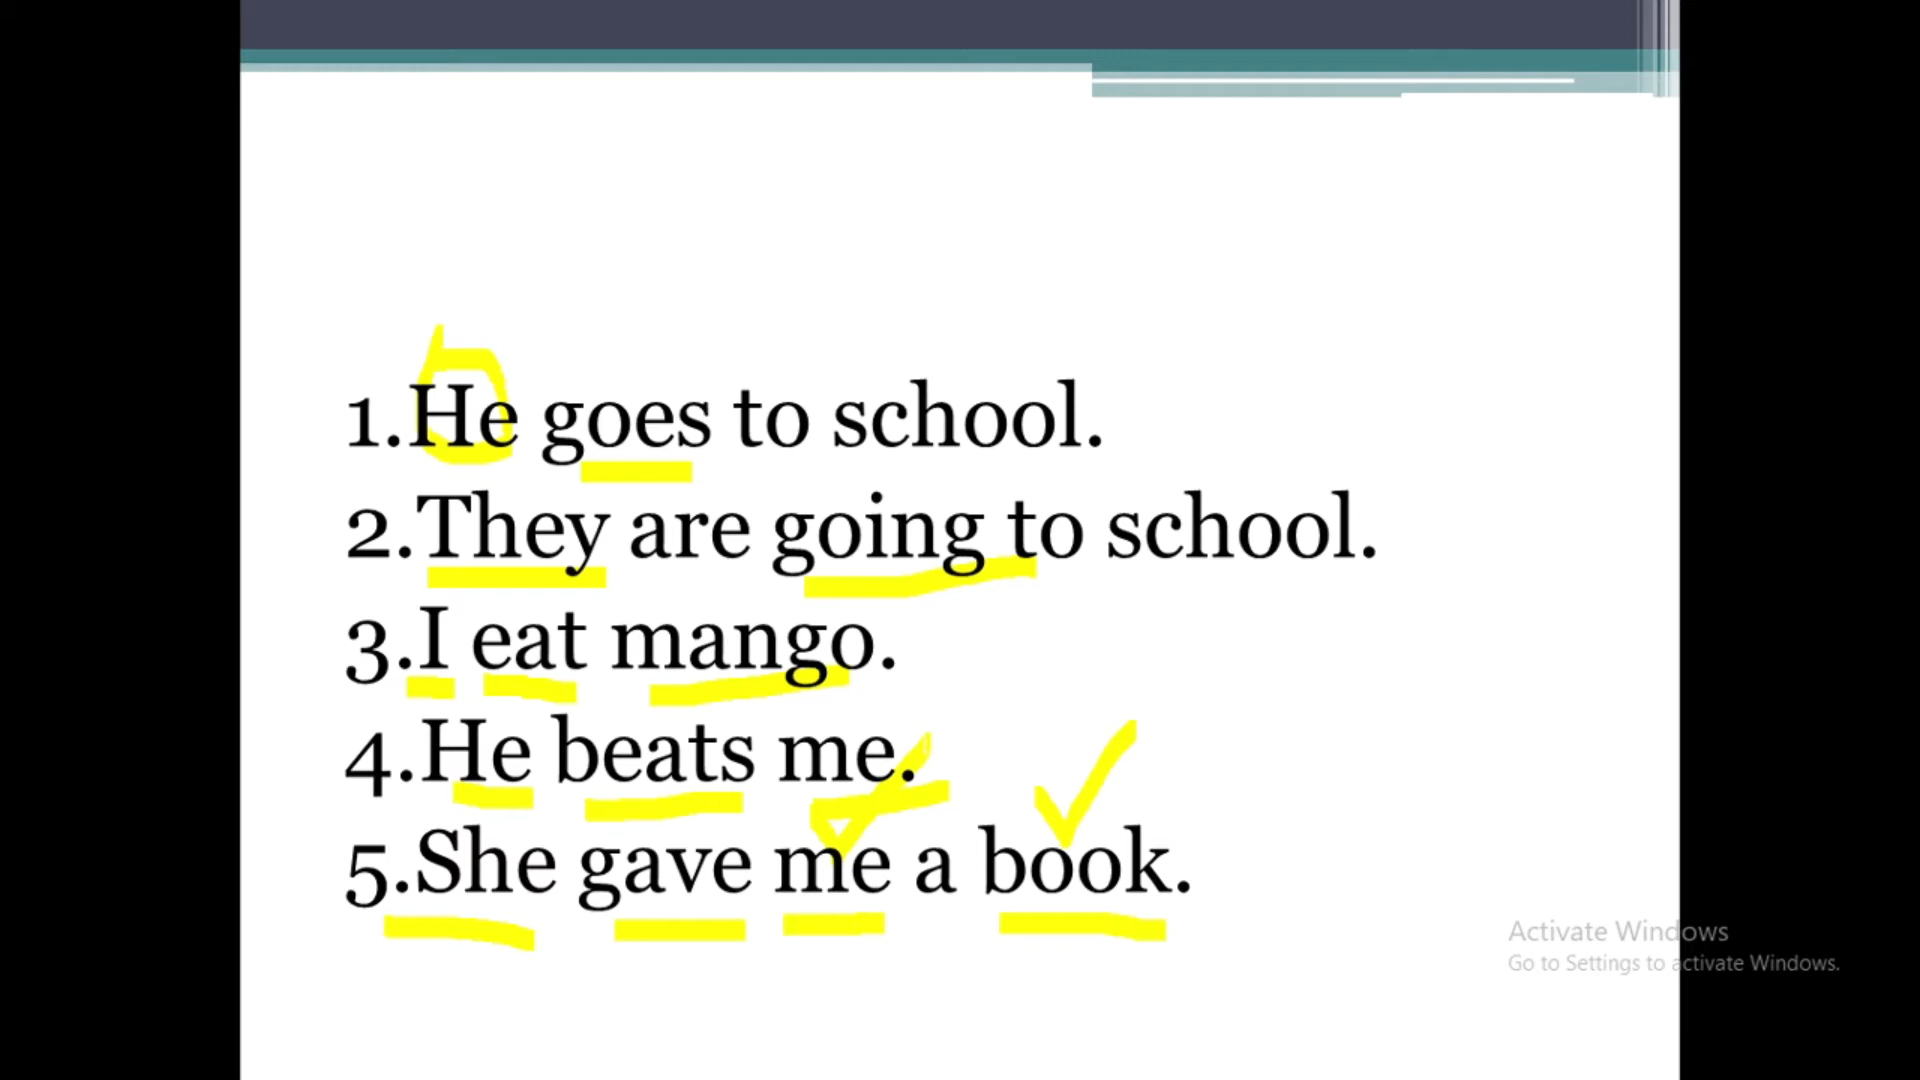 1.He goes to school.
2.They are going to school.
3.I eat mango.
4.He beats me.
5.She gave me a book.
Activate Windows
Go to Settings to activate Windows.